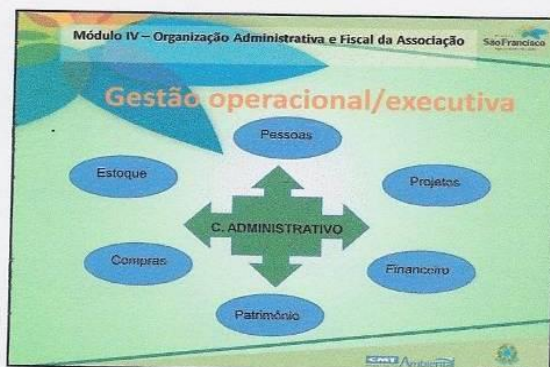 Módulo IV – Organização Administrativa e Fiscal da Associação
São Francisco
Gestão operacional/executiva
Pessoas
Estoque
Projetos
C. ADMINISTRATIVO
Compras
Financeiro
Patrimônio
CMT Ambiental